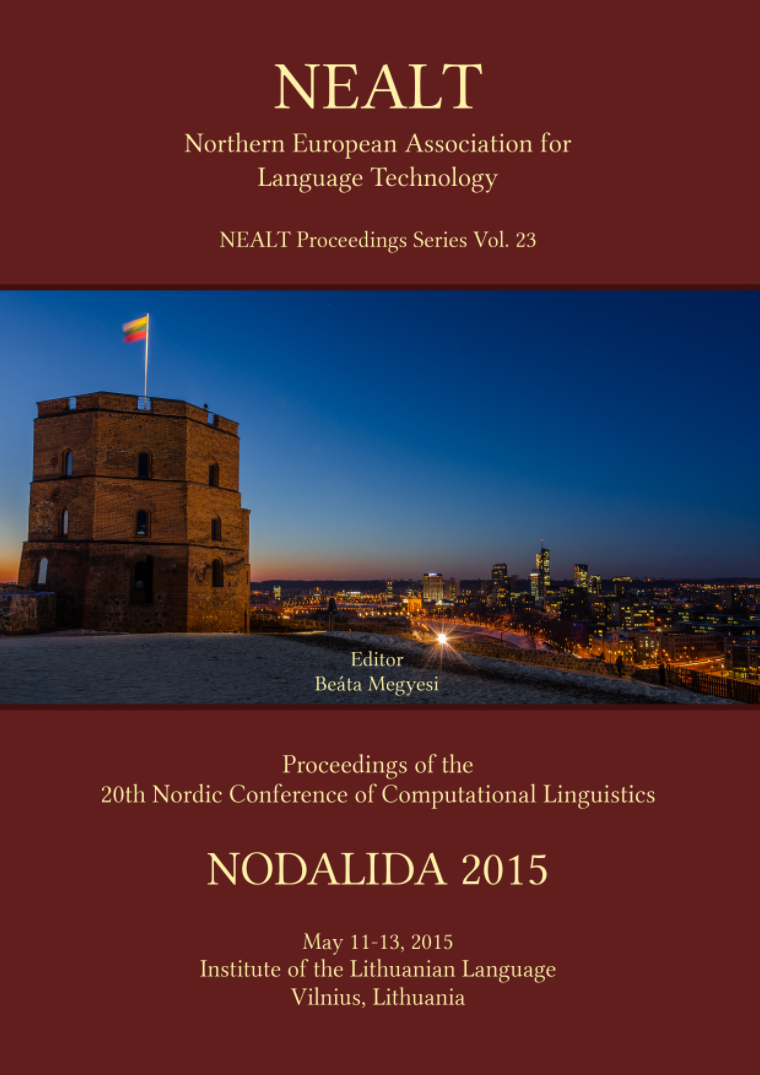 NEALT
Northern European Association for
Language Technology
NEALT Proceedings Series Vol. 23
Editor
Beáta Megyesi
Proceedings of the
20th Nordic Conference of Computational Linguistics
NODALIDA 2015
May 11-13, 2015
Institute of the Lithuanian Language
Vilnius, Lithuania